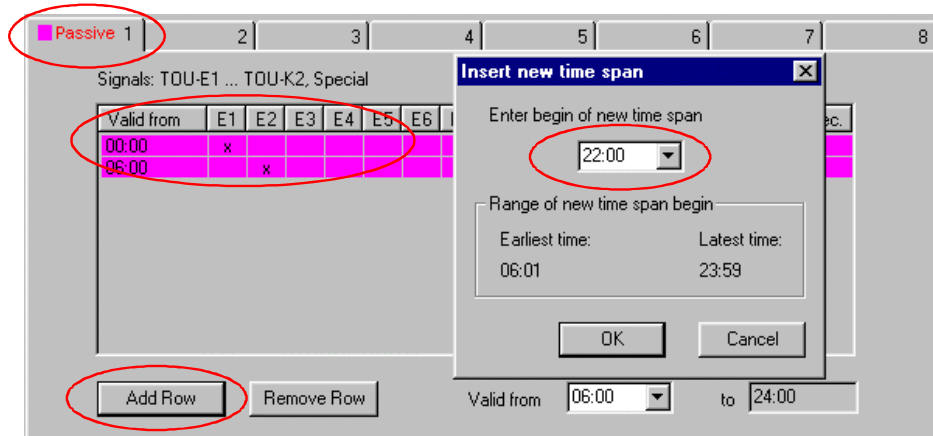 Passive 1 2 3 4 5 6 7 8
Signals: TOU-E1 ... TOU-K2, Special
Valid from E1 E2 E3 E4 E5 E6 ec.
00:00 x
06:00 x
Insert new time span
Enter begin of new time span
22:00
Range of new time span begin
Earliest time: Latest time:
06:01 23:59
OK Cancel
Add Row Remove Row Valid from 06:00 to 24:00